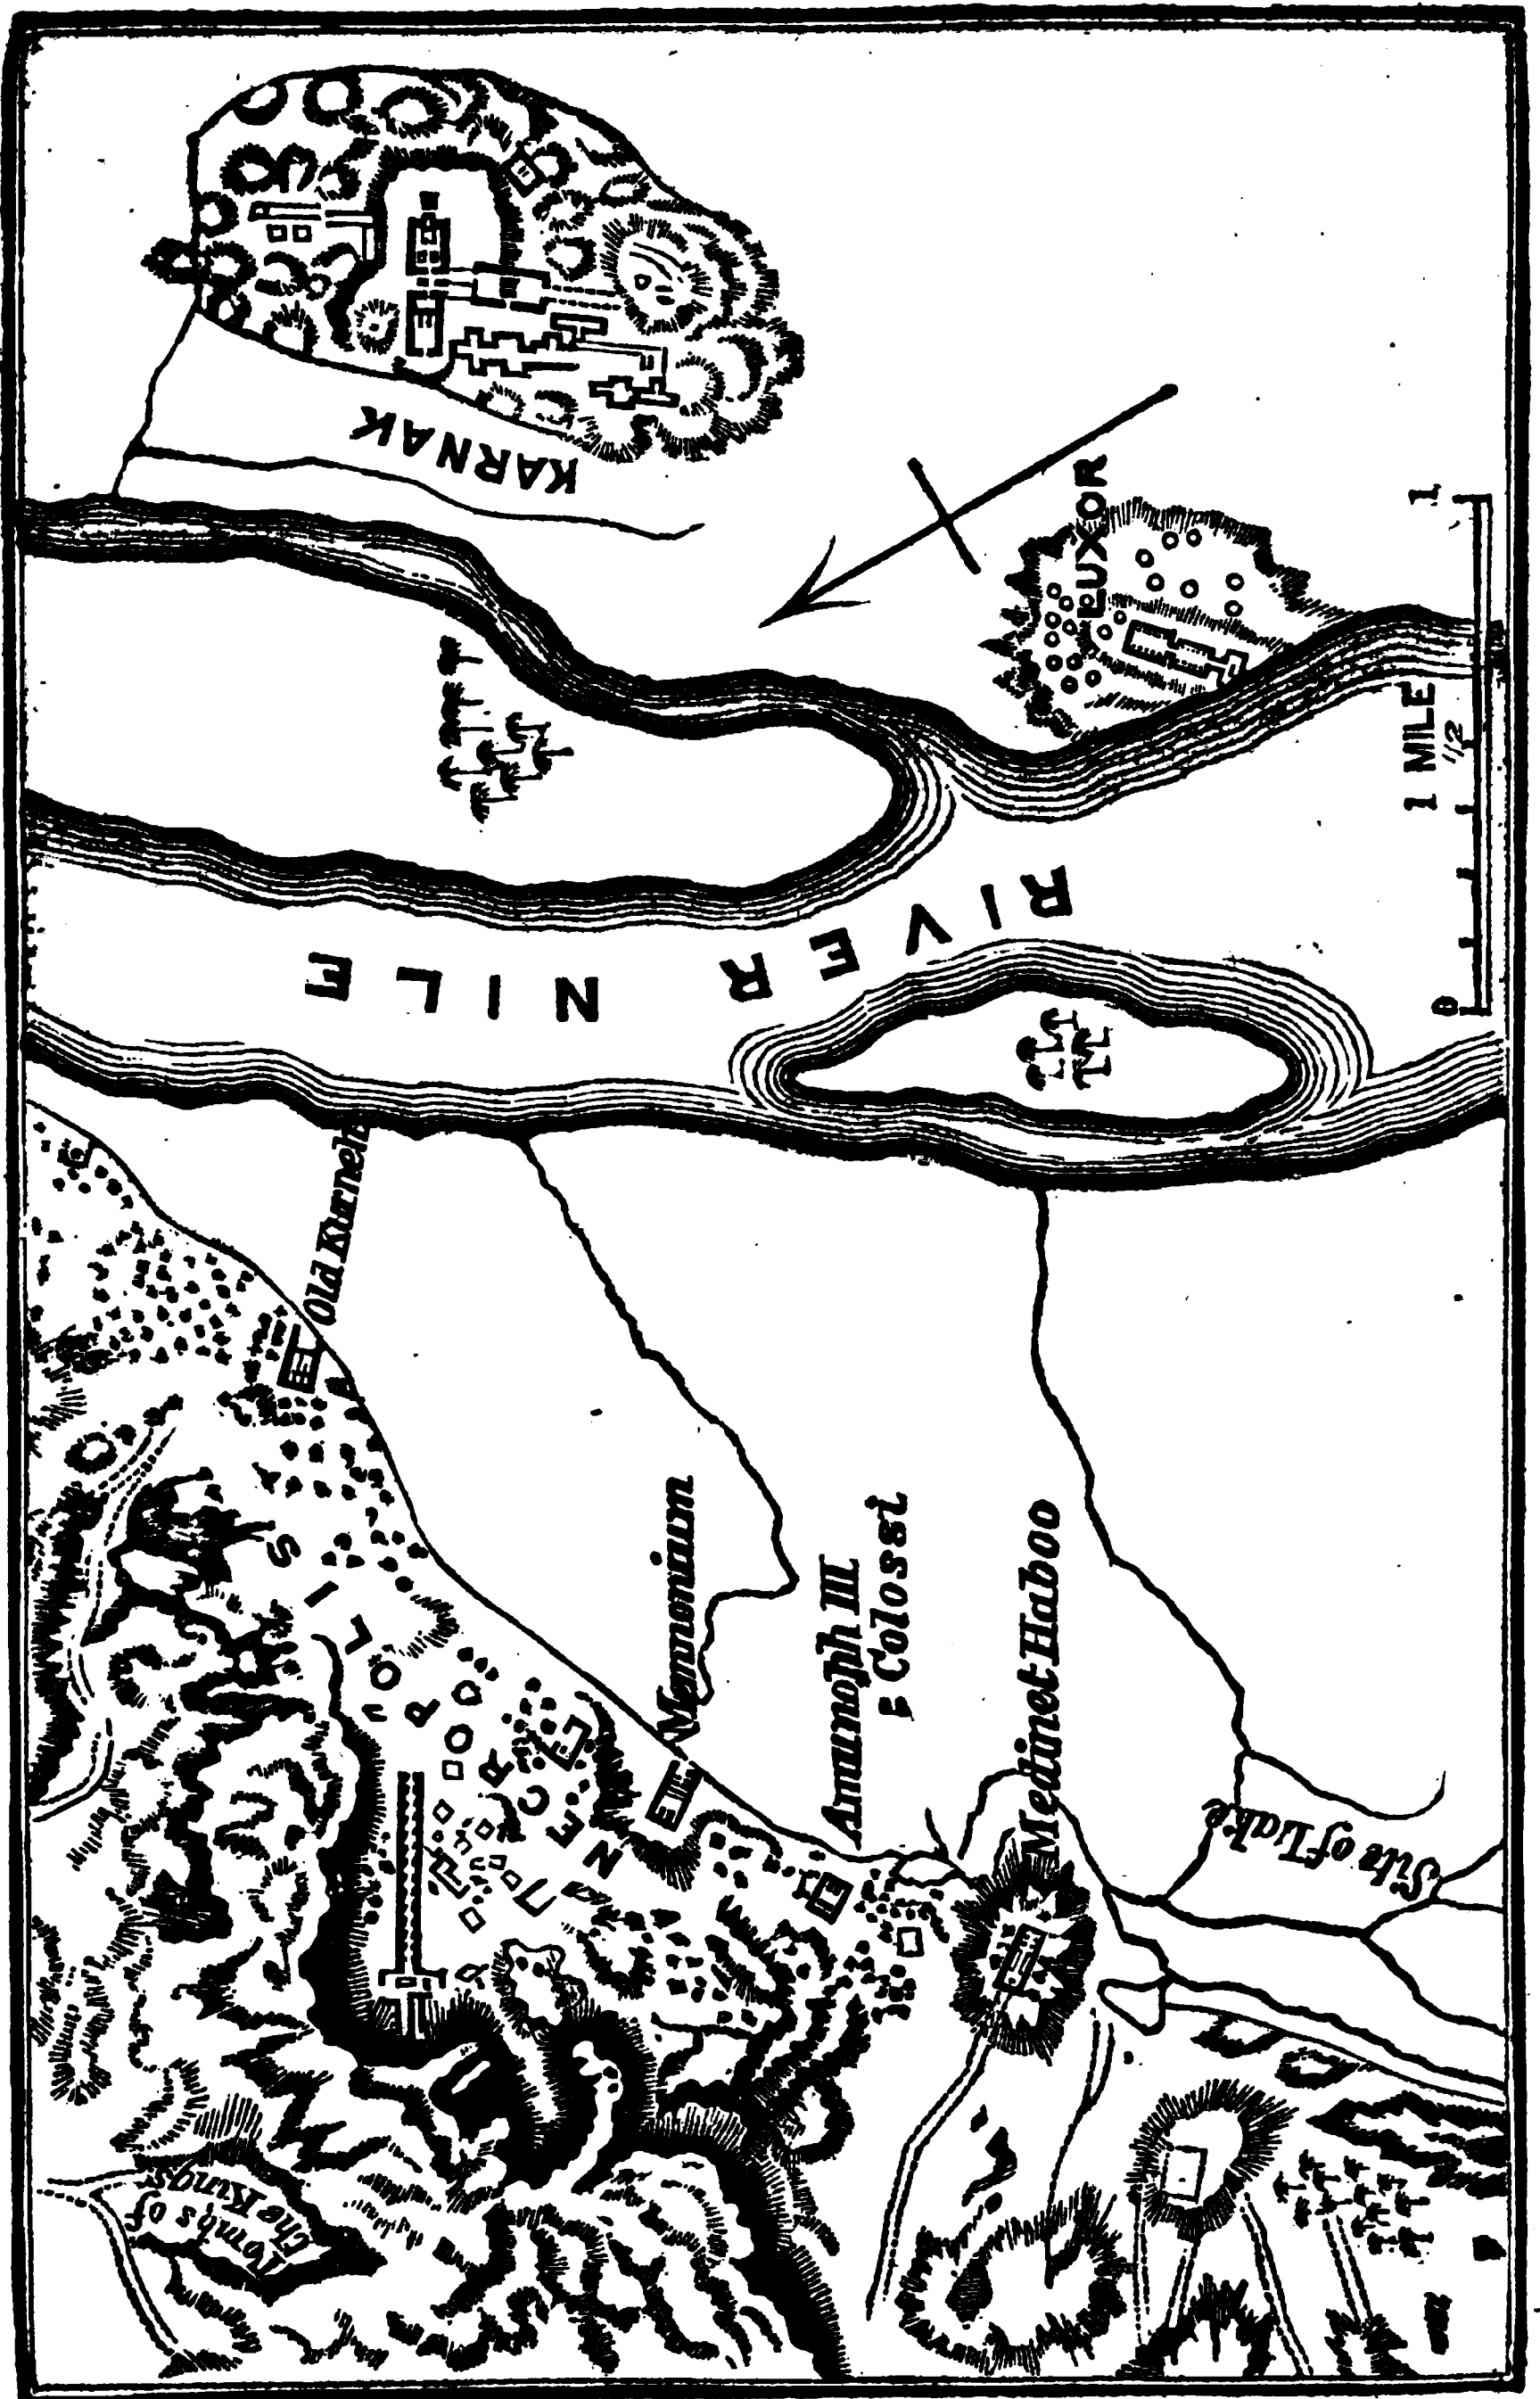 KARNAK
LUXOR
RIVER NILE
1 MILE
0
1/2
1
Old Kurneh
NECROPOLIS
Memnonium
Amunoph III
Colossi
Medinet Haboo
Site of Lake
Tombs of
the Kings